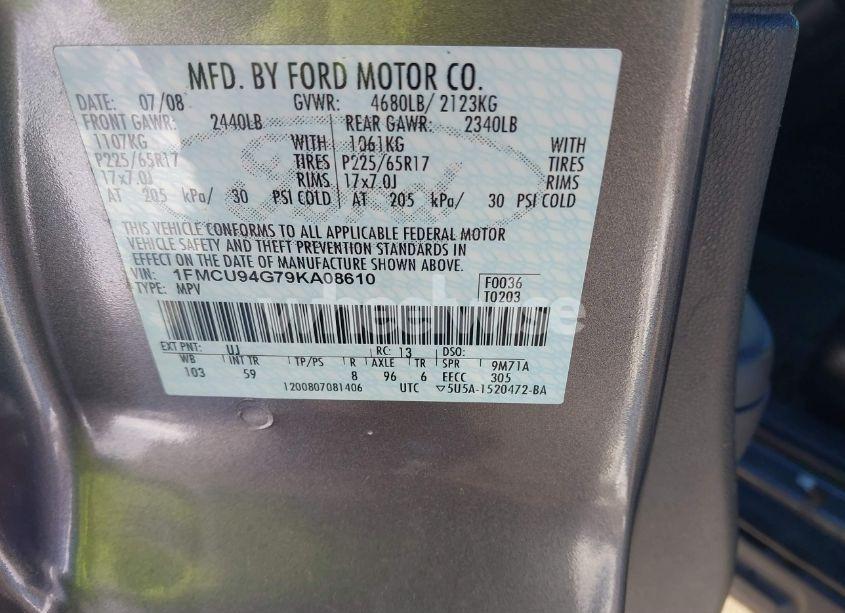 MFD. BY FORD MOTOR CO.
DATE: 07/08 GVWR: 4680LB/ 2123KG
FRONT GAWR: 2440LB REAR GAWR: 2340LB
1107KG WITH 1061KG WITH
P225/65R17 TIRES P225/65R17 TIRES
17x7.0J RIMS 17x7.0J RIMS
AT 205 kPa/ 30 PSI COLD AT 205 kPa/ 30 PSI COLD
THIS VEHICLE CONFORMS TO ALL APPLICABLE FEDERAL MOTOR
VEHICLE SAFETY AND THEFT PREVENTION STANDARDS IN
EFFECT ON THE DATE OF MANUFACTURE SHOWN ABOVE.
VIN: 1FMCU94G79KA08610 F0036
TYPE: MPV T0203
EXT PNT: UJ RC: 13 DSO:
WB INT TR TP/PS R AXLE TR SPR 9M71A
103 59 8 96 6 EECC 305
1200807081406 UTC ▽5U5A-1520472-BA